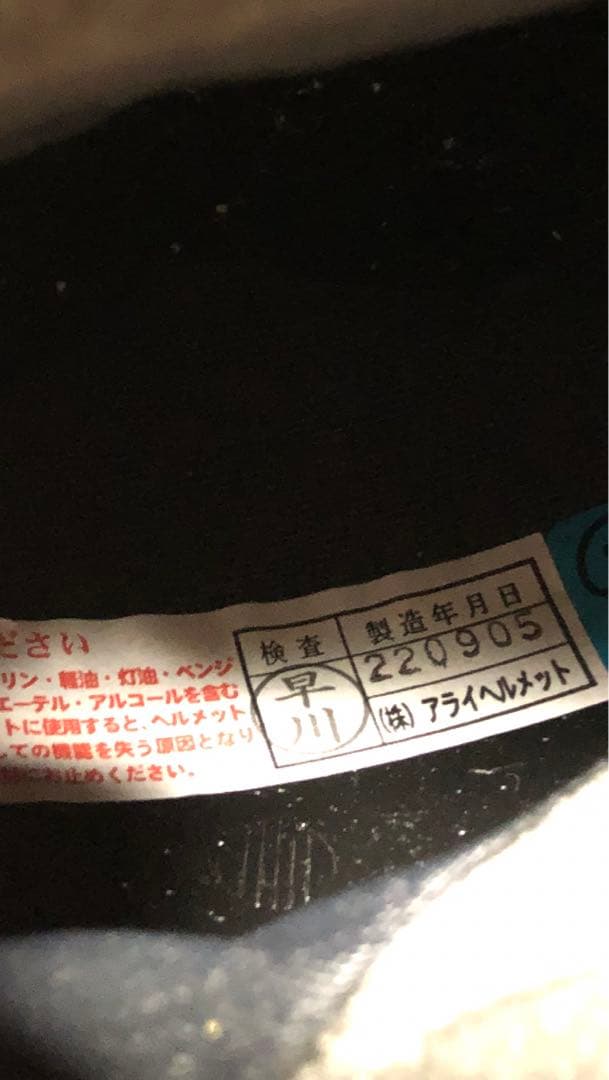 ださい
リン・軽油・灯油・ベンジ
エーテル・アルコールを含む
トに使用すると、ヘルメット
しての機能を失う原因となり
にお止めください。
検査
早川
製造年月日
220905
(株) アライヘルメット